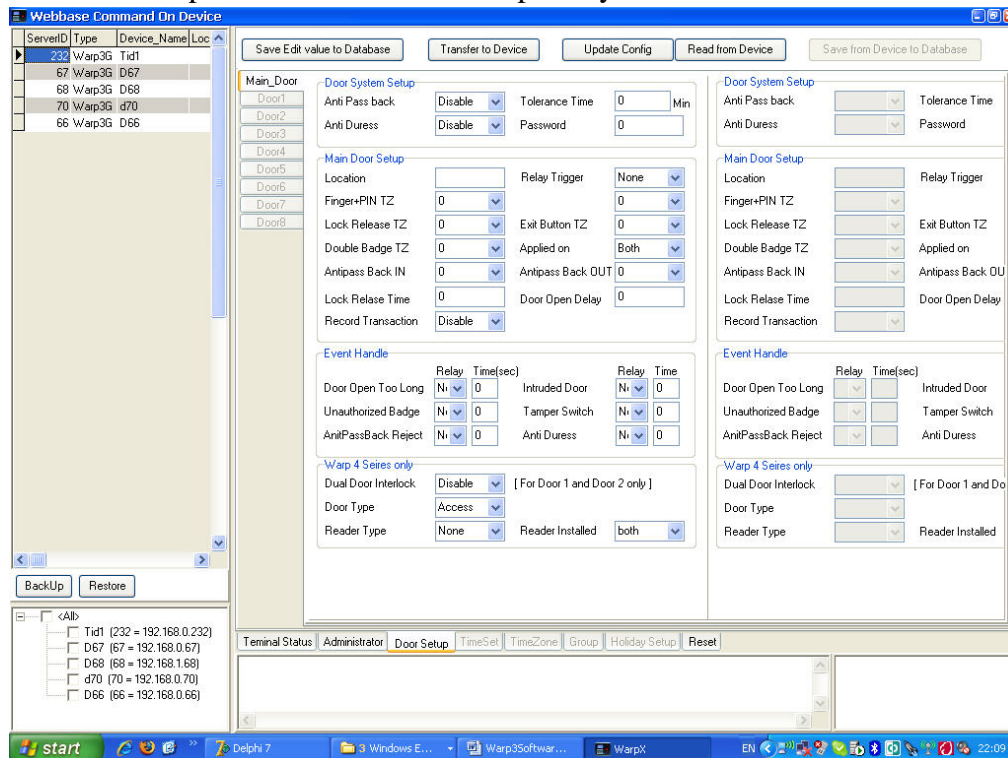 Webbase Command On Device
ServerID Type Device_Name Loc
232 Warp3G Tid1
67 Warp3G D67
68 Warp3G D68
70 Warp3G d70
66 Warp3G D66
BackUp Restore
<All>
Tid1 (232 = 192.168.0.232)
D67 (67 = 192.168.0.67)
D68 (68 = 192.168.1.68)
d70 (70 = 192.168.0.70)
D66 (66 = 192.168.0.66)
Save Edit value to Database Transfer to Device Update Config Read from Device Save from Device to Database
Main_Door
Door1
Door2
Door3
Door4
Door5
Door6
Door7
Door8
Door System Setup
Anti Pass back Disable Tolerance Time 0 Min
Anti Duress Disable Password 0
Main Door Setup
Location Relay Trigger None
Finger+PIN TZ 0 0
Lock Release TZ 0 Exit Button TZ 0
Double Badge TZ 0 Applied on Both
Antipass Back IN 0 Antipass Back OUT 0
Lock Relase Time 0 Door Open Delay 0
Record Transaction Disable
Event Handle
Relay Time(sec) Relay Time
Door Open Too Long 0 Intruded Door 0
Unauthorized Badge 0 Tamper Switch 0
AnitPassBack Reject 0 Anti Duress 0
Warp 4 Seires only
Dual Door Interlock Disable [ For Door 1 and Door 2 only ]
Door Type Access
Reader Type None Reader Installed both
Door System Setup
Anti Pass back Tolerance Time
Anti Duress Password
Main Door Setup
Location Relay Trigger
Finger+PIN TZ
Lock Release TZ Exit Button TZ
Double Badge TZ Applied on
Antipass Back IN Antipass Back OU
Lock Relase Time Door Open Delay
Record Transaction
Event Handle
Relay Time(sec)
Door Open Too Long Intruded Door
Unauthorized Badge Tamper Switch
AnitPassBack Reject Anti Duress
Warp 4 Seires only
Dual Door Interlock [ For Door 1 and Do
Door Type
Reader Type Reader Installed
Teminal Status Administrator Door Setup TimeSet TimeZone Group Holiday Setup Reset
start Delphi 7 3 Windows E... Warp3Softwar... WarpX EN 22:09